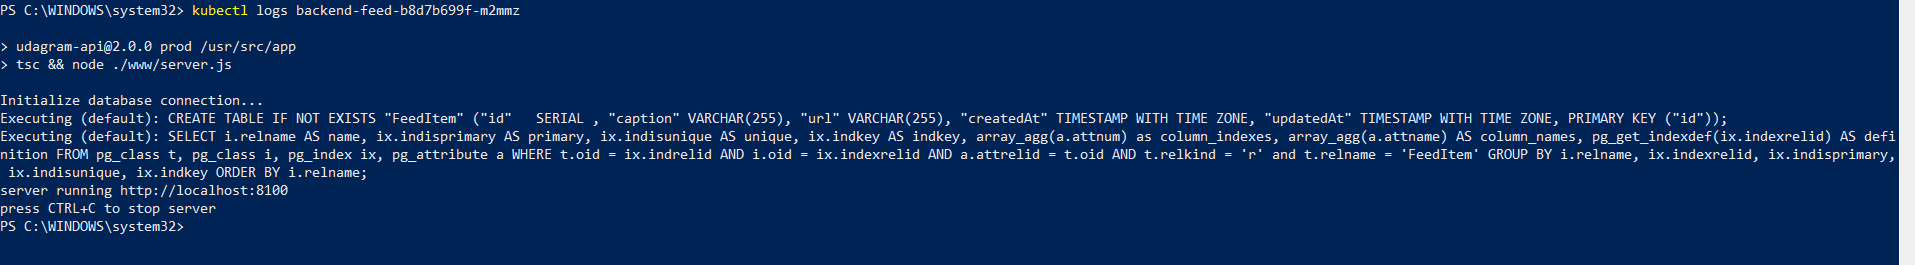 PS C:\WINDOWS\system32> kubectl logs backend-feed-b8d7b699f-m2mmz
> udagram-api@2.0.0 prod /usr/src/app
> tsc && node ./www/server.js
Initialize database connection...
Executing (default): CREATE TABLE IF NOT EXISTS "FeedItem" ("id"   SERIAL , "caption" VARCHAR(255), "url" VARCHAR(255), "createdAt" TIMESTAMP WITH TIME ZONE, "updatedAt" TIMESTAMP WITH TIME ZONE, PRIMARY KEY ("id"));
Executing (default): SELECT i.relname AS name, ix.indisprimary AS primary, ix.indisunique AS unique, ix.indkey AS indkey, array_agg(a.attnum) as column_indexes, array_agg(a.attname) AS column_names, pg_get_indexdef(ix.indexrelid) AS defi
nition FROM pg_class t, pg_class i, pg_index ix, pg_attribute a WHERE t.oid = ix.indrelid AND i.oid = ix.indexrelid AND a.attrelid = t.oid AND t.relkind = 'r' and t.relname = 'FeedItem' GROUP BY i.relname, ix.indexrelid, ix.indisprimary,
 ix.indisunique, ix.indkey ORDER BY i.relname;
server running http://localhost:8100
press CTRL+C to stop server
PS C:\WINDOWS\system32>